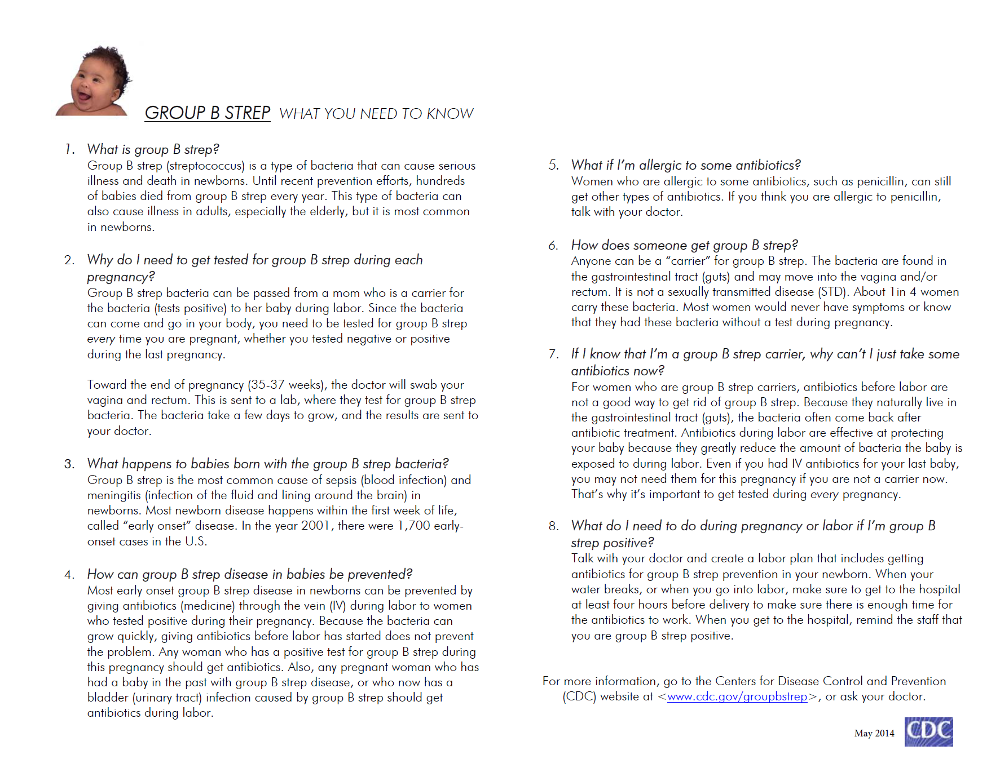 GROUP B STREP WHAT YOU NEED TO KNOW
1. What is group B strep?
Group B strep (streptococcus) is a type of bacteria that can cause serious
illness and death in newborns. Until recent prevention efforts, hundreds
of babies died from group B strep every year. This type of bacteria can
also cause illness in adults, especially the elderly, but it is most common
in newborns.
2. Why do I need to get tested for group B strep during each
pregnancy?
Group B strep bacteria can be passed from a mom who is a carrier for
the bacteria (tests positive) to her baby during labor. Since the bacteria
can come and go in your body, you need to be tested for group B strep
every time you are pregnant, whether you tested negative or positive
during the last pregnancy.
Toward the end of pregnancy (35-37 weeks), the doctor will swab your
vagina and rectum. This is sent to a lab, where they test for group B strep
bacteria. The bacteria take a few days to grow, and the results are sent to
your doctor.
3. What happens to babies born with the group B strep bacteria?
Group B strep is the most common cause of sepsis (blood infection) and
meningitis (infection of the fluid and lining around the brain) in
newborns. Most newborn disease happens within the first week of life,
called “early onset” disease. In the year 2001, there were 1,700 early-
onset cases in the U.S.
4. How can group B strep disease in babies be prevented?
Most early onset group B strep disease in newborns can be prevented by
giving antibiotics (medicine) through the vein (IV) during labor to women
who tested positive during their pregnancy. Because the bacteria can
grow quickly, giving antibiotics before labor has started does not prevent
the problem. Any woman who has a positive test for group B strep during
this pregnancy should get antibiotics. Also, any pregnant woman who has
had a baby in the past with group B strep disease, or who now has a
bladder (urinary tract) infection caused by group B strep should get
antibiotics during labor.
5. What if I’m allergic to some antibiotics?
Women who are allergic to some antibiotics, such as penicillin, can still
get other types of antibiotics. If you think you are allergic to penicillin,
talk with your doctor.
6. How does someone get group B strep?
Anyone can be a “carrier” for group B strep. The bacteria are found in
the gastrointestinal tract (guts) and may move into the vagina and/or
rectum. It is not a sexually transmitted disease (STD). About 1in 4 women
carry these bacteria. Most women would never have symptoms or know
that they had these bacteria without a test during pregnancy.
7. If I know that I’m a group B strep carrier, why can’t I just take some
antibiotics now?
For women who are group B strep carriers, antibiotics before labor are
not a good way to get rid of group B strep. Because they naturally live in
the gastrointestinal tract (guts), the bacteria often come back after
antibiotic treatment. Antibiotics during labor are effective at protecting
your baby because they greatly reduce the amount of bacteria the baby is
exposed to during labor. Even if you had IV antibiotics for your last baby,
you may not need them for this pregnancy if you are not a carrier now.
That’s why it’s important to get tested during every pregnancy.
8. What do I need to do during pregnancy or labor if I’m group B
strep positive?
Talk with your doctor and create a labor plan that includes getting
antibiotics for group B strep prevention in your newborn. When your
water breaks, or when you go into labor, make sure to get to the hospital
at least four hours before delivery to make sure there is enough time for
the antibiotics to work. When you get to the hospital, remind the staff that
you are group B strep positive.
For more information, go to the Centers for Disease Control and Prevention
(CDC) website at <www.cdc.gov/groupbstrep>, or ask your doctor.
May 2014
CDC